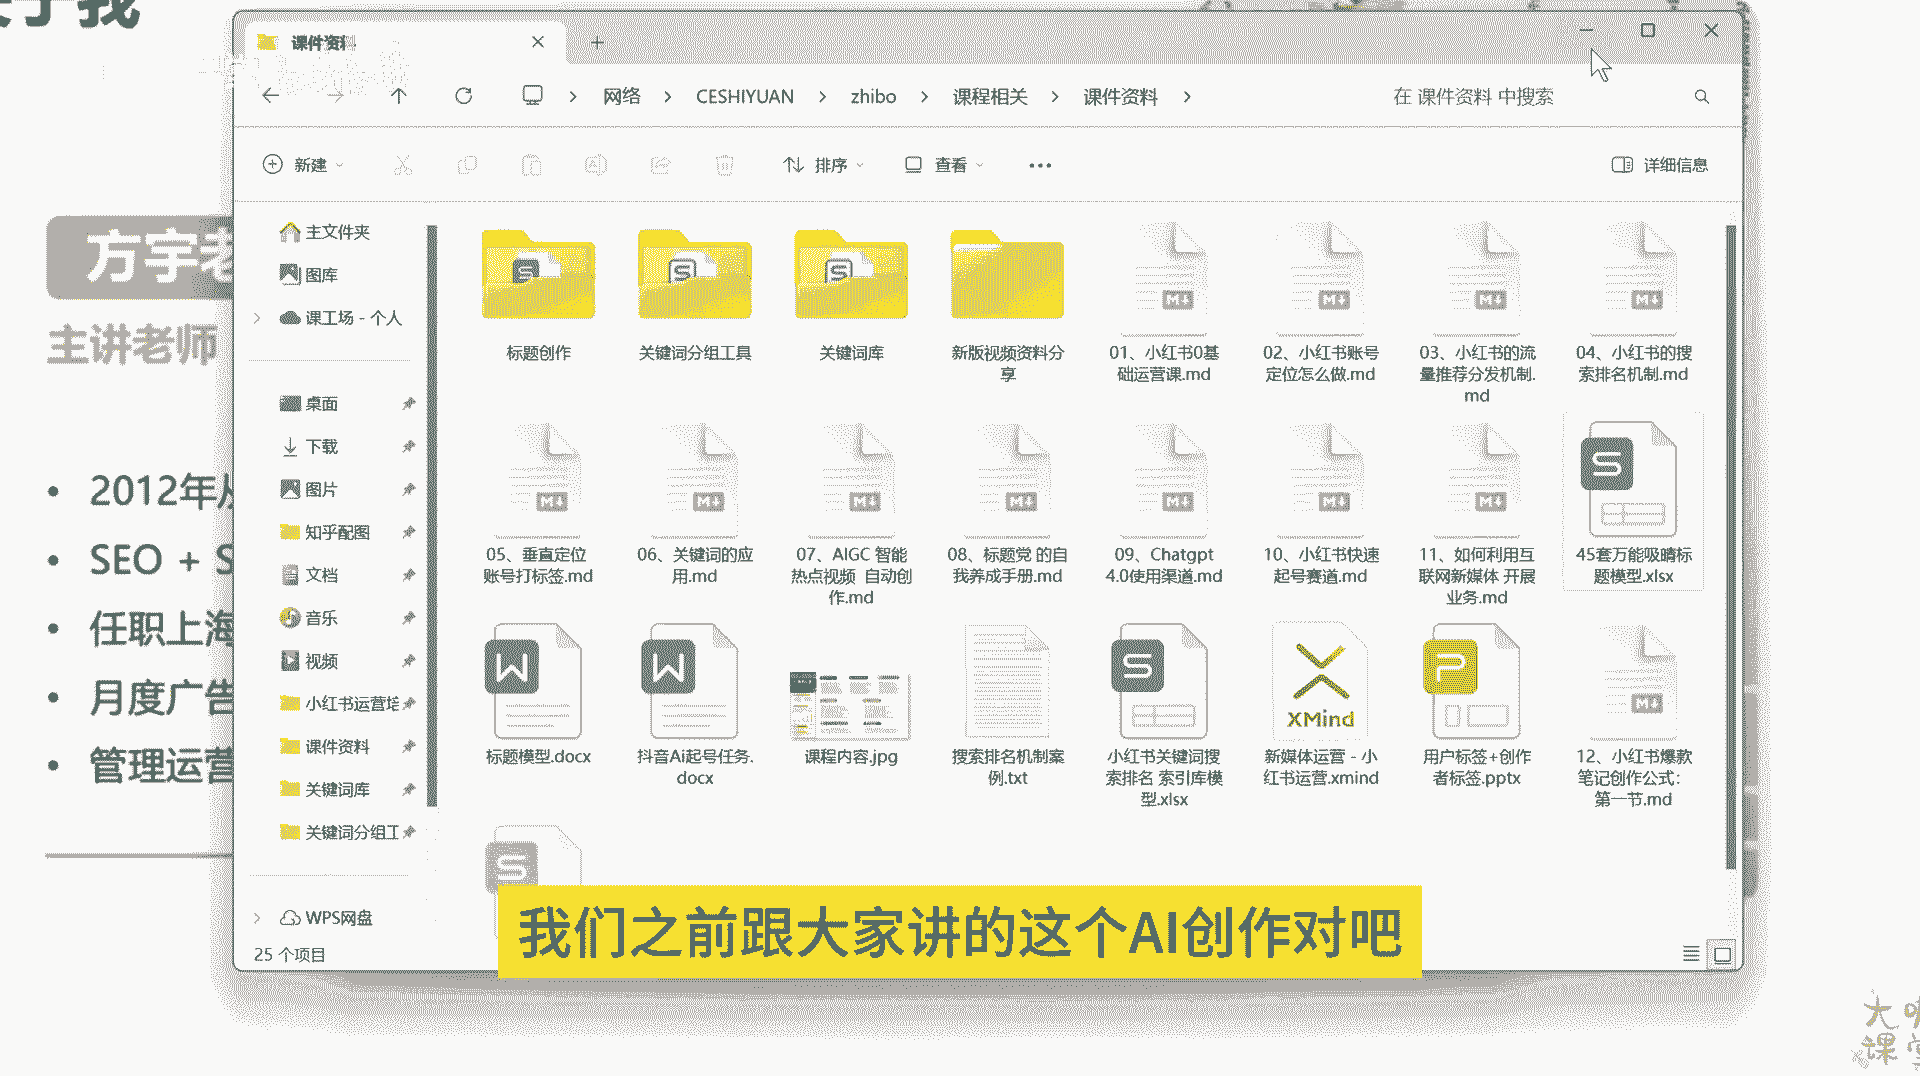 课件资料
网络 > CESHIYUAN > zhibo > 课程相关 > 课件资料 >
在 课件资料 中搜索
新建
排序
查看
详细信息
方宇老
主讲老师
• 2012年从
• SEO + S
• 任职上海
• 月度广告
• 管理运营
主文件夹
图库
课工场 - 个人
桌面
下载
图片
知乎配图
文档
音乐
视频
小红书运营培
课件资料
关键词库
关键词分组工
WPS网盘
25 个项目
标题创作
关键词分组工具
关键词库
新版视频资料分
享
01、小红书0基
础运营课.md
02、小红书账号
定位怎么做.md
03、小红书的流
量推荐分发机制.
md
04、小红书的搜
索排名机制.md
05、垂直定位
账号打标签.md
06、关键词的应
用.md
07、AIGC 智能
热点视频 自动创
作.md
08、标题党 的自
我养成手册.md
09、Chatgpt
4.0使用渠道.md
10、小红书快速
起号赛道.md
11、如何利用互
联网新媒体 开展
业务.md
45套万能吸睛标
题模型.xlsx
标题模型.docx
抖音Ai起号任务.
docx
课程内容.jpg
搜索排名机制案
例.txt
小红书关键词搜
索排名 索引库模
型.xlsx
XMind
新媒体运营 - 小
红书运营.xmind
用户标签+创作
者标签.pptx
12、小红书爆款
笔记创作公式：
第一节.md
我们之前跟大家讲的这个AI创作对吧